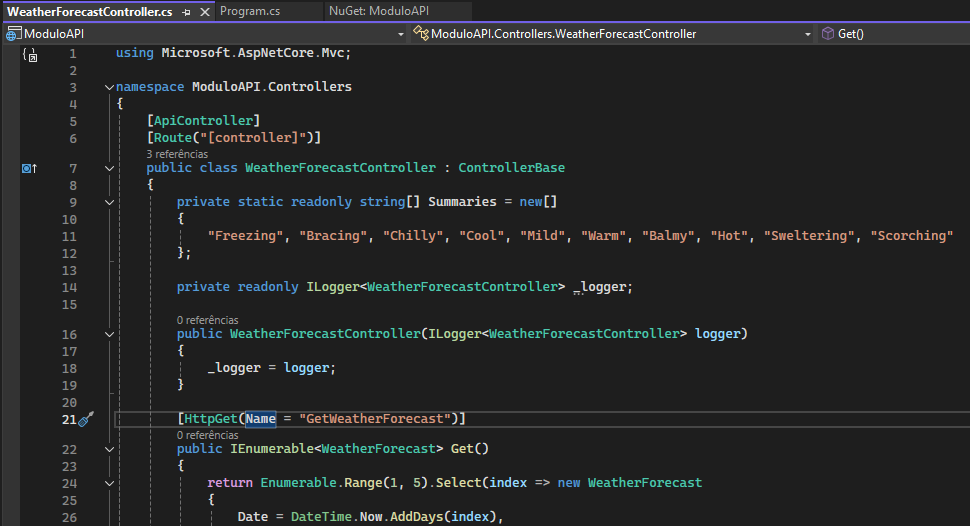 WeatherForecastController.cs Program.cs NuGet: ModuloAPI
ModuloAPI ModuloAPI.Controllers.WeatherForecastController Get()
1 using Microsoft.AspNetCore.Mvc;
2
3 namespace ModuloAPI.Controllers
4 {
5 [ApiController]
6 [Route("[controller]")]
3 referências
7 public class WeatherForecastController : ControllerBase
8 {
9 private static readonly string[] Summaries = new[]
10 {
11 "Freezing", "Bracing", "Chilly", "Cool", "Mild", "Warm", "Balmy", "Hot", "Sweltering", "Scorching"
12 };
13
14 private readonly ILogger<WeatherForecastController> _logger;
15
0 referências
16 public WeatherForecastController(ILogger<WeatherForecastController> logger)
17 {
18 _logger = logger;
19 }
20
21 [HttpGet(Name = "GetWeatherForecast")]
0 referências
22 public IEnumerable<WeatherForecast> Get()
23 {
24 return Enumerable.Range(1, 5).Select(index => new WeatherForecast
25 {
26 Date = DateTime.Now.AddDays(index),